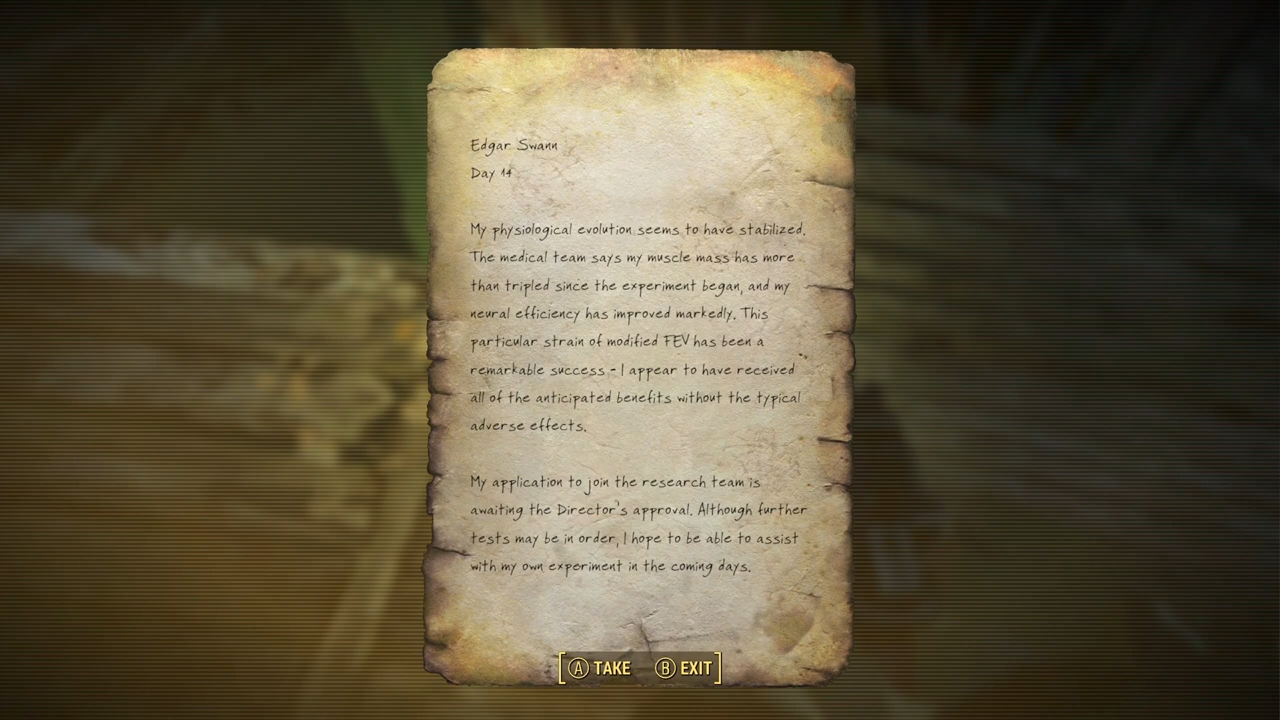 Edgar Swann
Day 14
My physiological evolution seems to have stabilized.
The medical team says my muscle mass has more
than tripled since the experiment began, and my
neural efficiency has improved markedly. This
particular strain of modified FEV has been a
remarkable success - I appear to have received
all of the anticipated benefits without the typical
adverse effects.
My application to join the research team is
awaiting the Director's approval. Although further
tests may be in order, I hope to be able to assist
with my own experiment in the coming days.
A TAKE B EXIT